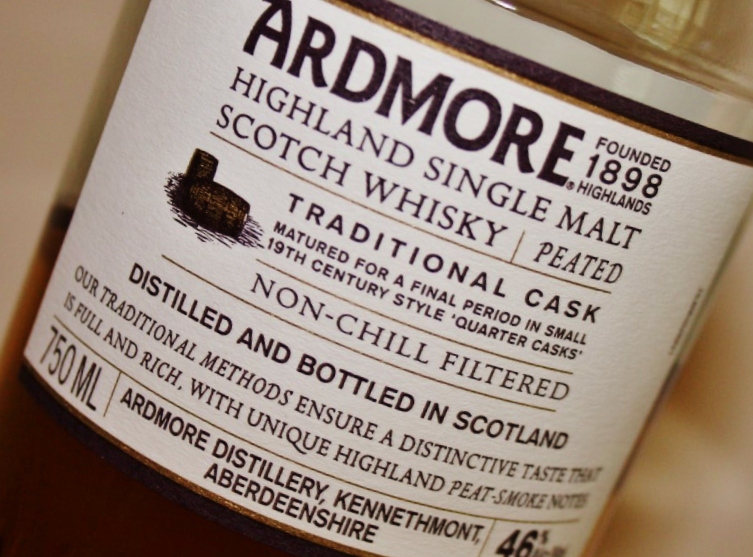 ARDMORE®
FOUNDED
1898
HIGHLANDS
HIGHLAND SINGLE MALT
SCOTCH WHISKY | PEATED
TRADITIONAL CASK
MATURED FOR A FINAL PERIOD IN SMALL
19TH CENTURY STYLE 'QUARTER CASKS'
NON-CHILL FILTERED
DISTILLED AND BOTTLED IN SCOTLAND
OUR TRADITIONAL METHODS ENSURE A DISTINCTIVE TASTE THAT
IS FULL AND RICH, WITH UNIQUE HIGHLAND PEAT-SMOKE NOTES
750 ML
ARDMORE DISTILLERY, KENNETHMONT,
ABERDEENSHIRE
46%